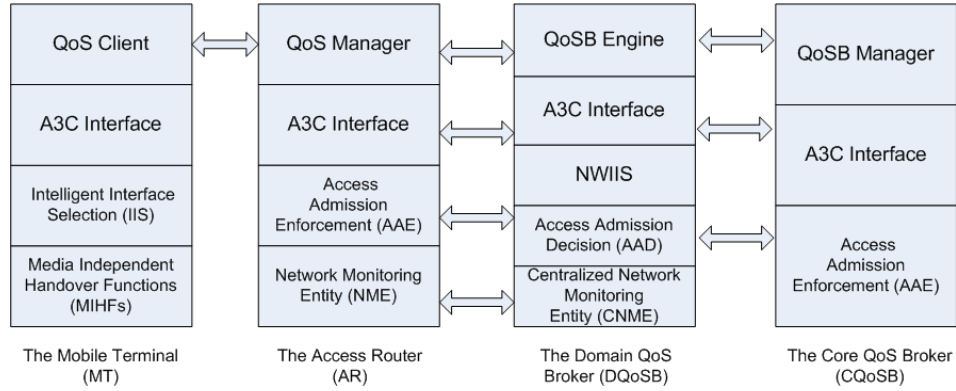 QoS Client
A3C Interface
Intelligent Interface
Selection (IIS)
Media Independent
Handover Functions
(MIHFs)
The Mobile Terminal
(MT)
QoS Manager
A3C Interface
Access
Admission
Enforcement (AAE)
Network Monitoring
Entity (NME)
The Access Router
(AR)
QoSB Engine
A3C Interface
NWIIS
Access Admission
Decision (AAD)
Centralized Network
Monitoring
Entity (CNME)
The Domain QoS
Broker (DQoSB)
QoSB Manager
A3C Interface
Access
Admission
Enforcement (AAE)
The Core QoS Broker
(CQoSB)